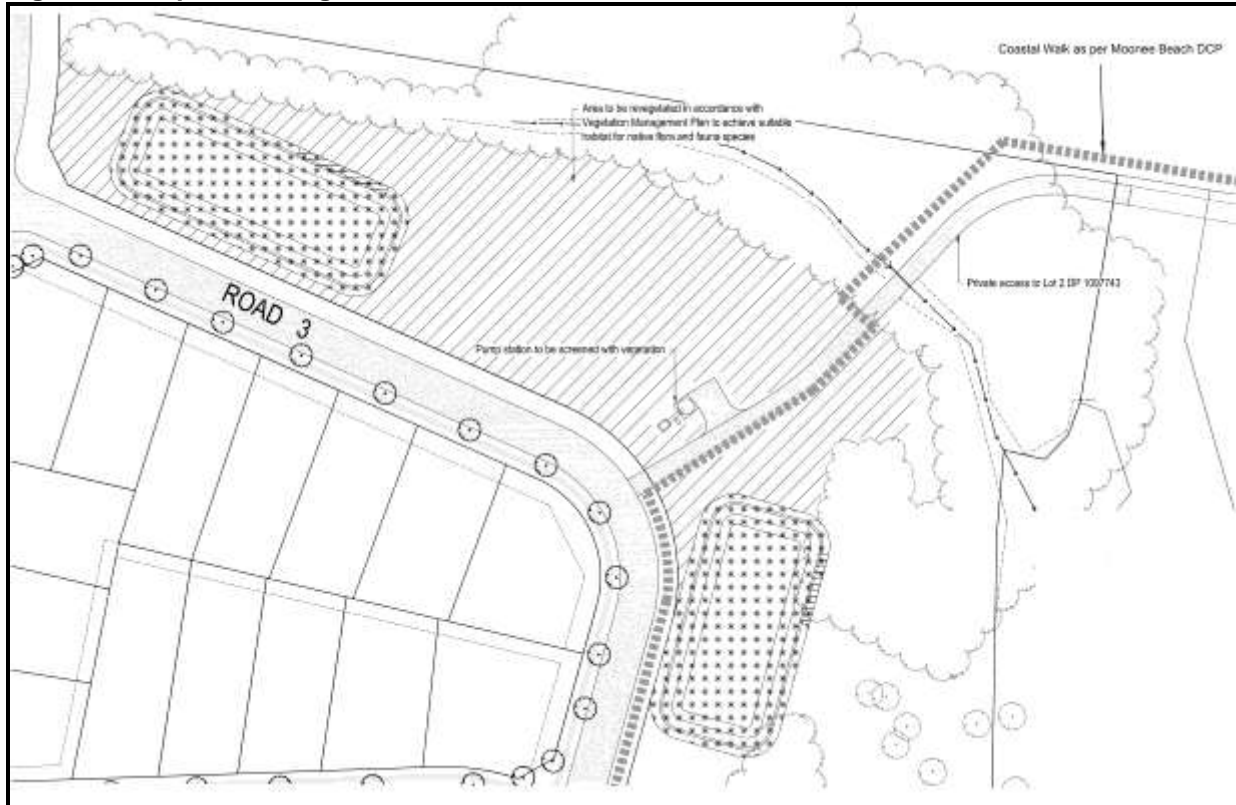 Coastal Walk as per Moonee Beach DCP
Area to be revegetated in accordance with
Vegetation Management Plan to achieve suitable
habitat for native flora and fauna species
Private access to Lot 2 DP 1097743
ROAD 3
Pump station to be screened with vegetation